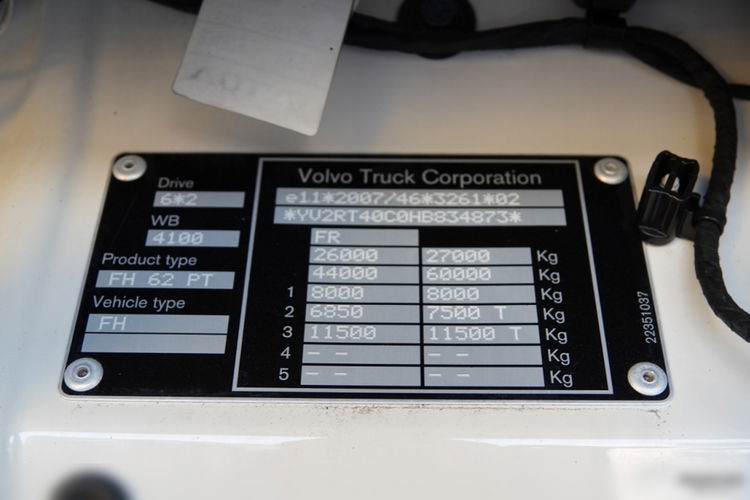 Drive
6*2
WB
4100
Product type
FH 62 PT
Vehicle type
FH
Volvo Truck Corporation
e11*2007/46*3261*02
*YV2RT40C0HB834873*
FR
26000 27000 Kg
44000 60000 Kg
1 8000 8000 Kg
2 6850 7500 T Kg
3 11500 11500 T Kg
4 - - - - Kg
5 - - - - Kg
22351037